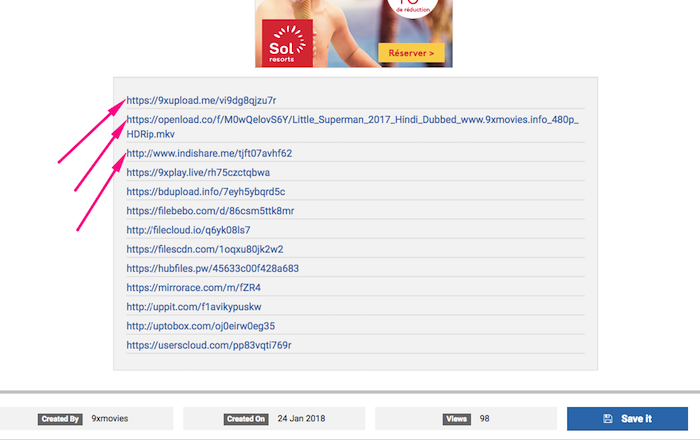 de réduction
Sol
resorts
Réserver >
https://9xupload.me/vi9dg8qjzu7r
https://openload.co/f/M0wQelovS6Y/Little_Superman_2017_Hindi_Dubbed_www.9xmovies.info_480p_
HDRip.mkv
http://www.indishare.me/tjft07avhf62
https://9xplay.live/rh75czctqbwa
https://bdupload.info/7eyh5ybqrd5c
https://filebebo.com/d/86csm5ttk8mr
http://filecloud.io/q6yk08ls7
https://filescdn.com/1oqxu80jk2w2
https://hubfiles.pw/45633c00f428a683
https://mirrorace.com/m/fZR4
http://uppit.com/f1avikypuskw
http://uptobox.com/oj0eirw0eg35
https://userscloud.com/pp83vqti769r
Created By 9xmovies Created On 24 Jan 2018 Views 98 Save it